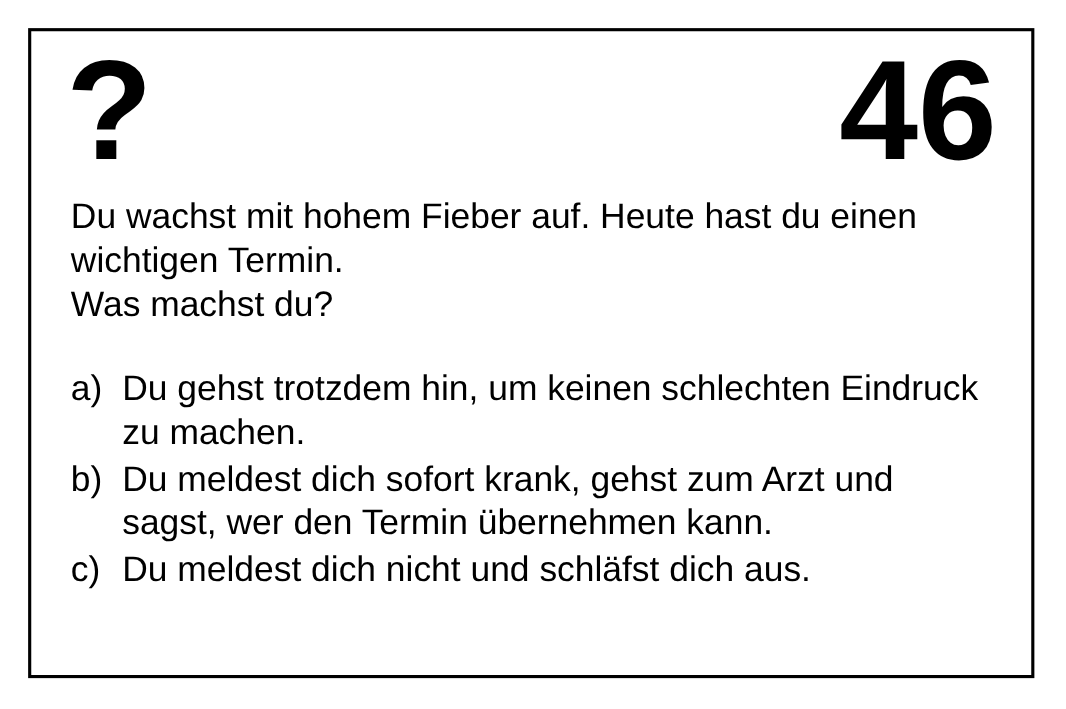 ? 46
Du wachst mit hohem Fieber auf. Heute hast du einen
wichtigen Termin.
Was machst du?
a) Du gehst trotzdem hin, um keinen schlechten Eindruck
zu machen.
b) Du meldest dich sofort krank, gehst zum Arzt und
sagst, wer den Termin übernehmen kann.
c) Du meldest dich nicht und schläfst dich aus.